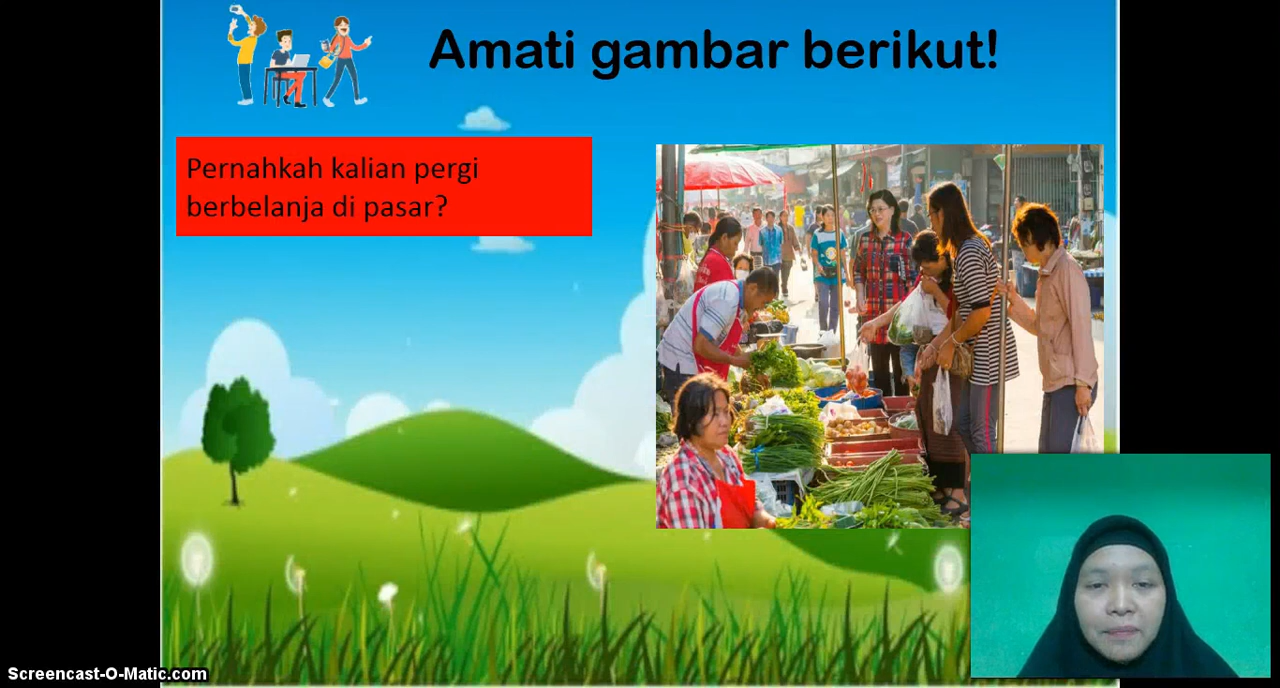 Amati gambar berikut!
Pernahkah kalian pergi
berbelanja di pasar?
Screencast-O-Matic.com